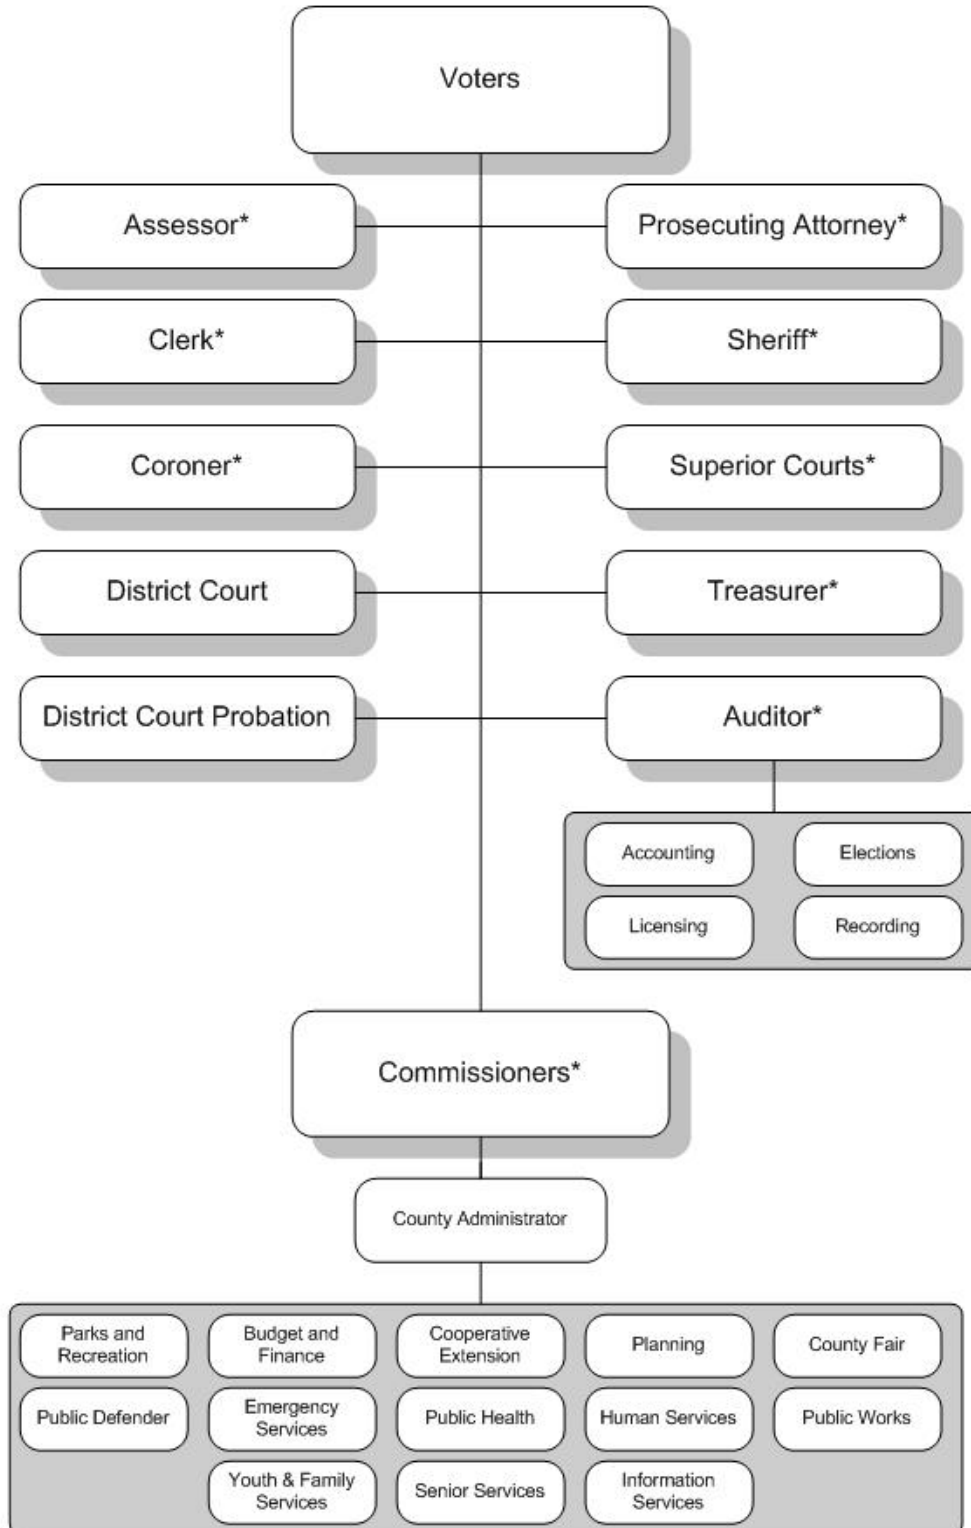 Voters
Assessor*
Prosecuting Attorney*
Clerk*
Sheriff*
Coroner*
Superior Courts*
District Court
Treasurer*
District Court Probation
Auditor*
Accounting
Elections
Licensing
Recording
Commissioners*
County Administrator
Parks and
Recreation
Budget and
Finance
Cooperative
Extension
Planning
County Fair
Public Defender
Emergency
Services
Public Health
Human Services
Public Works
Youth & Family
Services
Senior Services
Information
Services